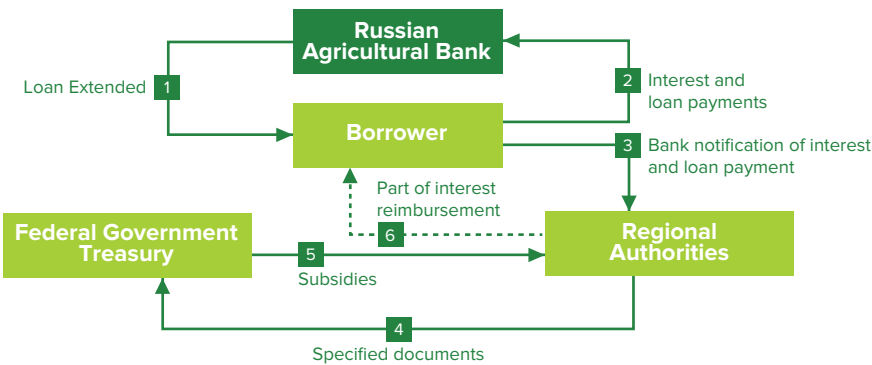 Russian
Agricultural Bank
Loan Extended
1
2
Interest and
loan payments
Borrower
3
Bank notification of interest
and loan payment
Part of interest
reimbursement
6
Federal Government
Treasury
5
Subsidies
Regional
Authorities
4
Specified documents